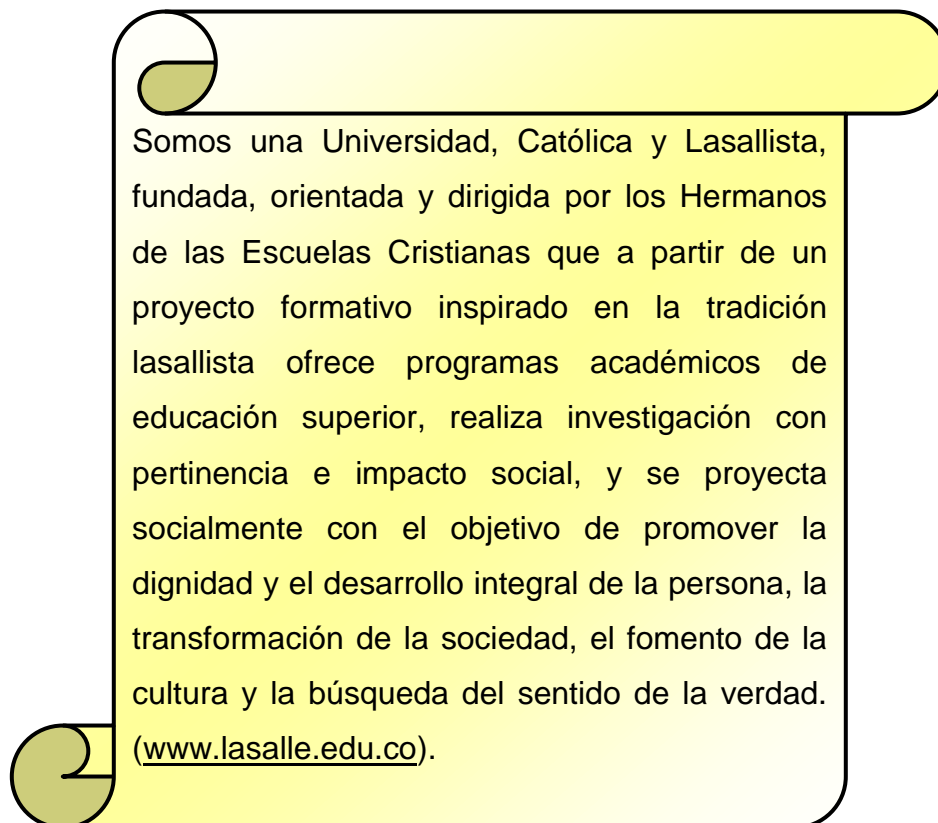 Somos una Universidad, Católica y Lasallista,
fundada, orientada y dirigida por los Hermanos
de las Escuelas Cristianas que a partir de un
proyecto formativo inspirado en la tradición
lasallista ofrece programas académicos de
educación superior, realiza investigación con
pertinencia e impacto social, y se proyecta
socialmente con el objetivo de promover la
dignidad y el desarrollo integral de la persona, la
transformación de la sociedad, el fomento de la
cultura y la búsqueda del sentido de la verdad.
(www.lasalle.edu.co).